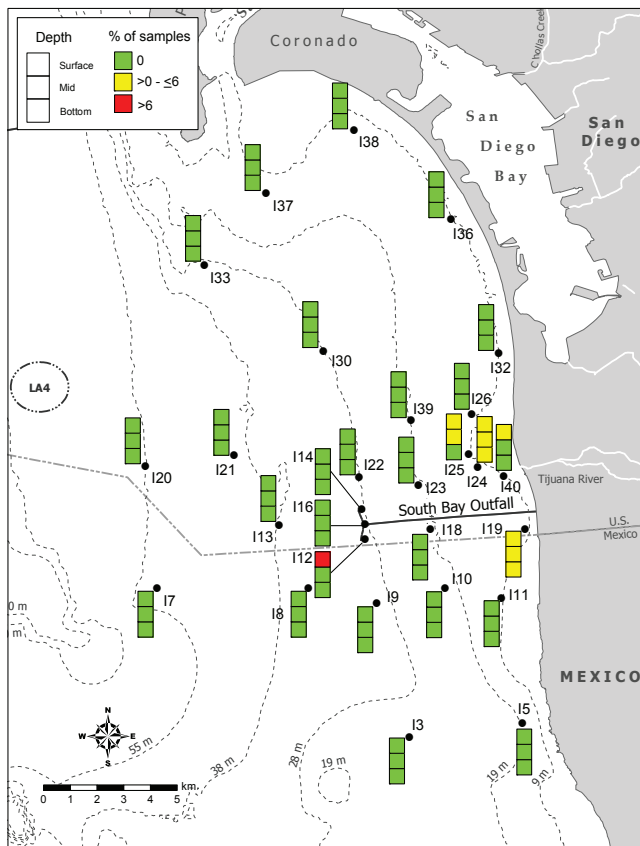 Depth
Surface
Mid
Bottom
% of samples
0
>0 - ≤6
>6
Coronado
Chollas Creek
San
Diego
San
Diego
Bay
I38
I37
I36
I33
I30
I32
I39
I26
LA4
I20
I21
I14
I22
I23
I25
I24
I40
Tijuana River
I16
I13
South Bay Outfall
I18
I19
U.S.
Mexico
I12
I7
I8
I9
I10
I11
0 m
MEXICO
I3
I5
N
W
E
S
55 m
38 m
28 m
19 m
19 m
9 m
km
0 1 2 3 4 5